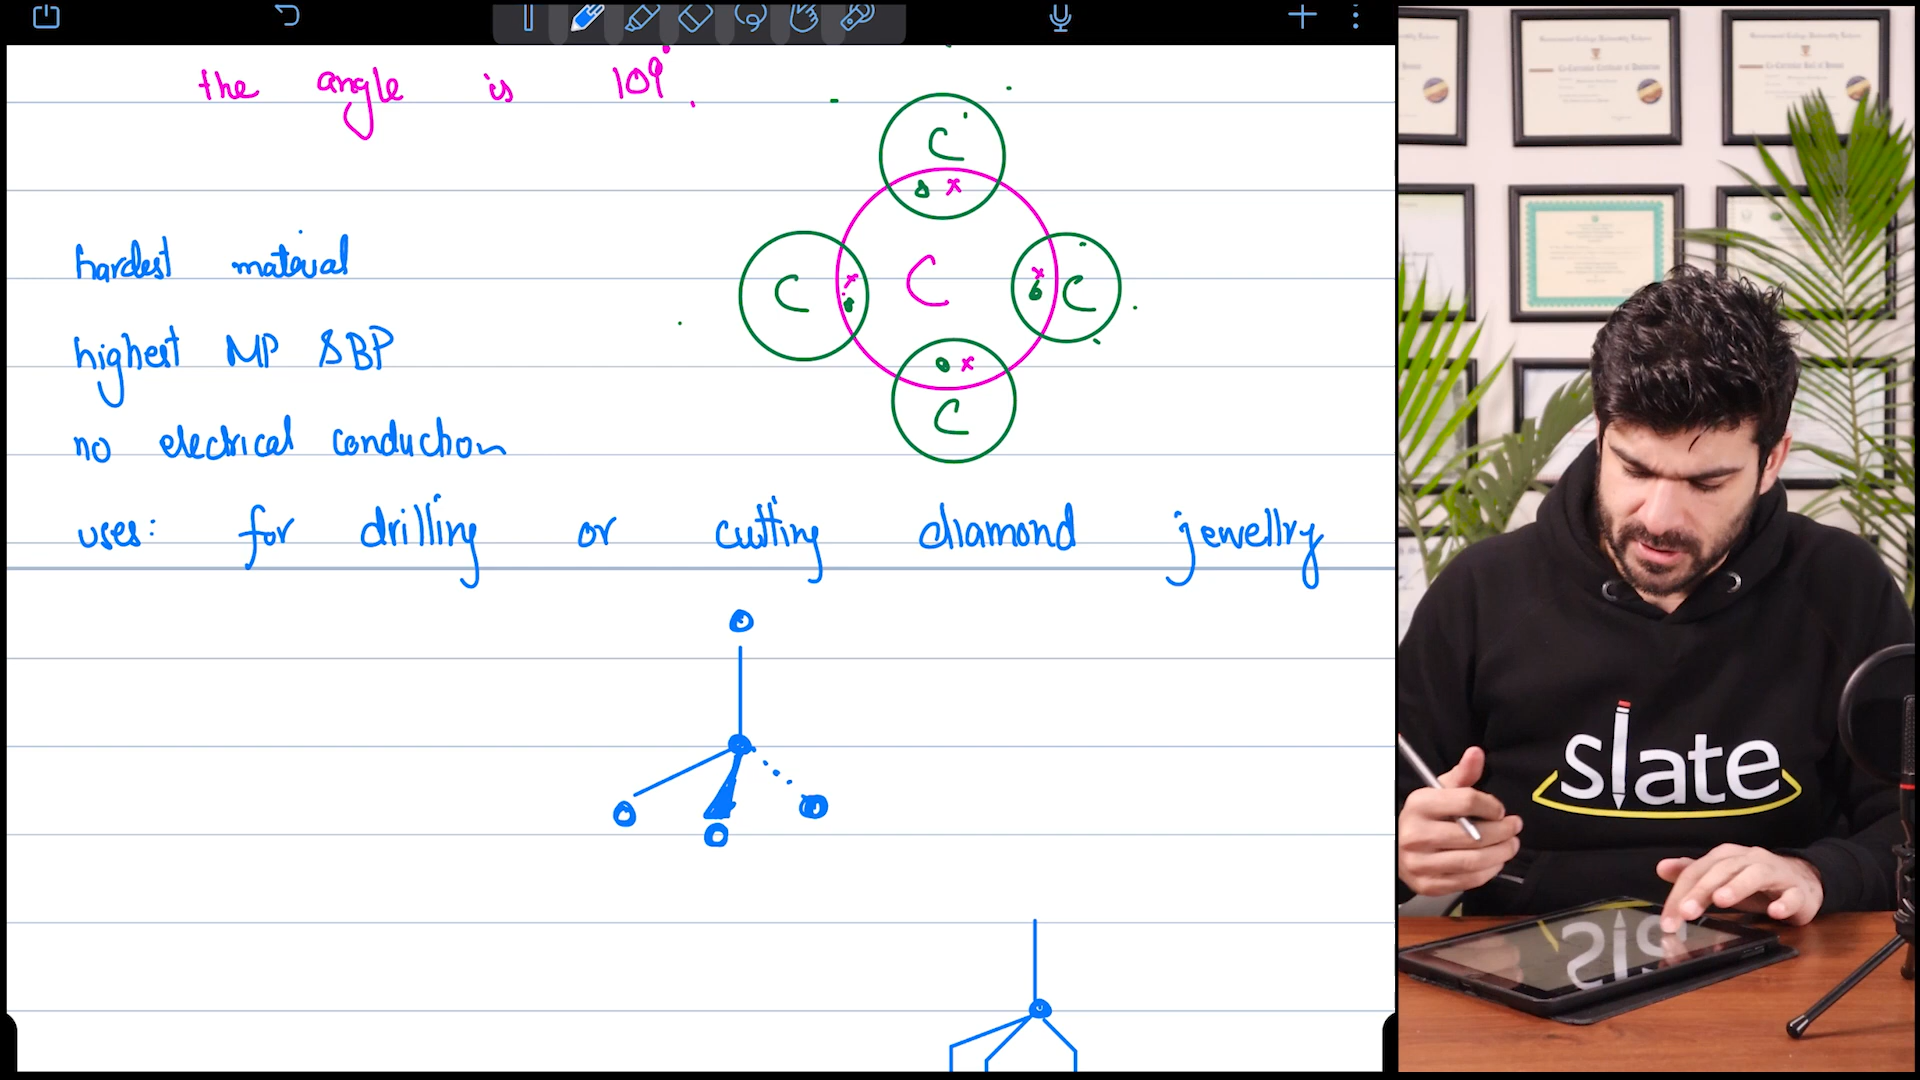 the angle is 109°.
C
C C C
C
hardest material
highest MP & BP
no electrical conduction
uses: for drilling or cutting diamond jewellry
slate